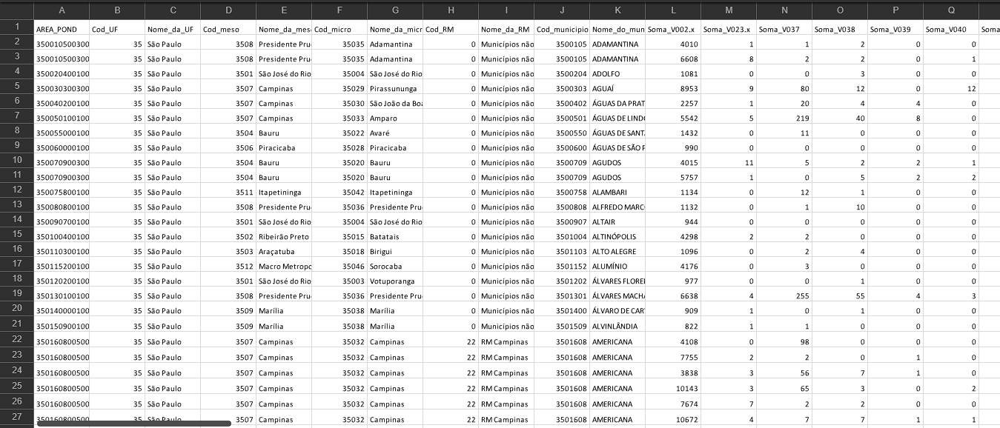 A B C D E F G H I J K L M N O P Q
1 AREA_POND Cod_UF Nome_da_UF Cod_meso Nome_da_mes Cod_micro Nome_da_micr Cod_RM Nome_da_RM Cod_municipio Nome_do_mun Soma_V002.x Soma_V023.x Soma_V037 Soma_V038 Soma_V039 Soma_V040 Soma
2 350010500300 35 São Paulo 3508 Presidente Pru 35035 Adamantina 0 Municípios não 3500105 ADAMANTINA 4010 1 1 2 0 0
3 350010500300 35 São Paulo 3508 Presidente Pru 35035 Adamantina 0 Municípios não 3500105 ADAMANTINA 6608 8 2 2 0 1
4 350020400100 35 São Paulo 3501 São José do Rio 35004 São José do Rio 0 Municípios não 3500204 ADOLFO 1081 0 0 3 0 0
5 350030300300 35 São Paulo 3507 Campinas 35029 Pirassununga 0 Municípios não 3500303 AGUAÍ 8953 9 80 12 0 12
6 350040200100 35 São Paulo 3507 Campinas 35030 São João da Boa 0 Municípios não 3500402 ÁGUAS DA PRAT 2257 1 20 4 4 0
7 350050100100 35 São Paulo 3507 Campinas 35033 Amparo 0 Municípios não 3500501 ÁGUAS DE LIND 5542 5 219 40 8 0
8 350055000100 35 São Paulo 3504 Bauru 35022 Avaré 0 Municípios não 3500550 ÁGUAS DE SANT 1432 0 11 0 0 0
9 350060000100 35 São Paulo 3506 Piracicaba 35028 Piracicaba 0 Municípios não 3500600 ÁGUAS DE SÃO P 990 0 0 0 0 0
10 350070900300 35 São Paulo 3504 Bauru 35020 Bauru 0 Municípios não 3500709 AGUDOS 4015 11 5 2 2 1
11 350070900300 35 São Paulo 3504 Bauru 35020 Bauru 0 Municípios não 3500709 AGUDOS 5757 1 0 5 2 2
12 350075800100 35 São Paulo 3511 Itapetininga 35042 Itapetininga 0 Municípios não 3500758 ALAMBARI 1134 0 12 1 0 0
13 350080800100 35 São Paulo 3508 Presidente Pru 35036 Presidente Pru 0 Municípios não 3500808 ALFREDO MARC 1132 0 1 10 0 0
14 350090700100 35 São Paulo 3501 São José do Rio 35004 São José do Rio 0 Municípios não 3500907 ALTAIR 944 0 0 0 0 0
15 350100400100 35 São Paulo 3502 Ribeirão Preto 35015 Batatais 0 Municípios não 3501004 ALTINÓPOLIS 4298 2 2 0 0 0
16 350110300100 35 São Paulo 3503 Araçatuba 35018 Birigui 0 Municípios não 3501103 ALTO ALEGRE 1096 0 2 4 0 0
17 350115200100 35 São Paulo 3512 Macro Metropo 35046 Sorocaba 0 Municípios não 3501152 ALUMÍNIO 4176 0 3 0 0 0
18 350120200100 35 São Paulo 3501 São José do Rio 35003 Votuporanga 0 Municípios não 3501202 ÁLVARES FLOREI 977 0 0 1 0 0
19 350130100100 35 São Paulo 3508 Presidente Pru 35036 Presidente Pru 0 Municípios não 3501301 ÁLVARES MACHA 6638 4 255 55 4 3
20 350140000100 35 São Paulo 3509 Marília 35038 Marília 0 Municípios não 3501400 ÁLVARO DE CAR 909 1 0 1 0 0
21 350150900100 35 São Paulo 3509 Marília 35038 Marília 0 Municípios não 3501509 ALVINLÂNDIA 822 1 1 0 0 0
22 350160800500 35 São Paulo 3507 Campinas 35032 Campinas 22 RM Campinas 3501608 AMERICANA 4108 0 98 0 0 0
23 350160800500 35 São Paulo 3507 Campinas 35032 Campinas 22 RM Campinas 3501608 AMERICANA 7755 2 2 0 1 0
24 350160800500 35 São Paulo 3507 Campinas 35032 Campinas 22 RM Campinas 3501608 AMERICANA 3838 3 56 7 1 0
25 350160800500 35 São Paulo 3507 Campinas 35032 Campinas 22 RM Campinas 3501608 AMERICANA 10143 3 65 3 0 2
26 350160800500 35 São Paulo 3507 Campinas 35032 Campinas 22 RM Campinas 3501608 AMERICANA 7674 7 2 2 0 0
27 350160800500 35 São Paulo 3507 Campinas 35032 Campinas 22 RM Campinas 3501608 AMERICANA 10672 4 7 7 1 1